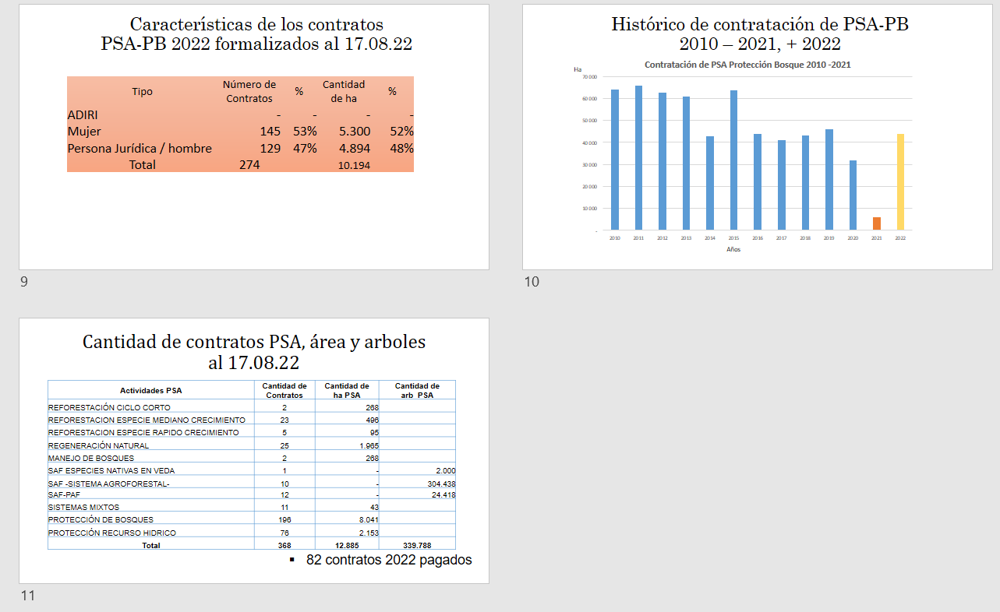 Características de los contratos
PSA-PB 2022 formalizados al 17.08.22
Tipo Número de Contratos % Cantidad de ha %
ADIRI - - - -
Mujer 145 53% 5.300 52%
Persona Jurídica / hombre 129 47% 4.894 48%
Total 274 10.194
9
Histórico de contratación de PSA-PB
2010 – 2021, + 2022
Contratación de PSA Protección Bosque 2010 -2021
Ha
70 000
60 000
50 000
40 000
30 000
20 000
10 000
-
2010 2011 2012 2013 2014 2015 2016 2017 2018 2019 2020 2021 2022
Años
10
Cantidad de contratos PSA, área y arboles
al 17.08.22
Actividades PSA Cantidad de Contratos Cantidad de ha PSA Cantidad de arb PSA
REFORESTACIÓN CICLO CORTO 2 268
REFORESTACION ESPECIE MEDIANO CRECIMIENTO 23 496
REFORESTACION ESPECIE RAPIDO CRECIMIENTO 5 95
REGENERACIÓN NATURAL 25 1.965
MANEJO DE BOSQUES 2 268
SAF ESPECIES NATIVAS EN VEDA 1 - 2.000
SAF -SISTEMA AGROFORESTAL- 10 - 304.438
SAF-PAF 12 - 24.418
SISTEMAS MIXTOS 11 43
PROTECCIÓN DE BOSQUES 196 8.041
PROTECCIÓN RECURSO HIDRICO 76 2.153
Total 368 12.885 339.788
▪ 82 contratos 2022 pagados
11